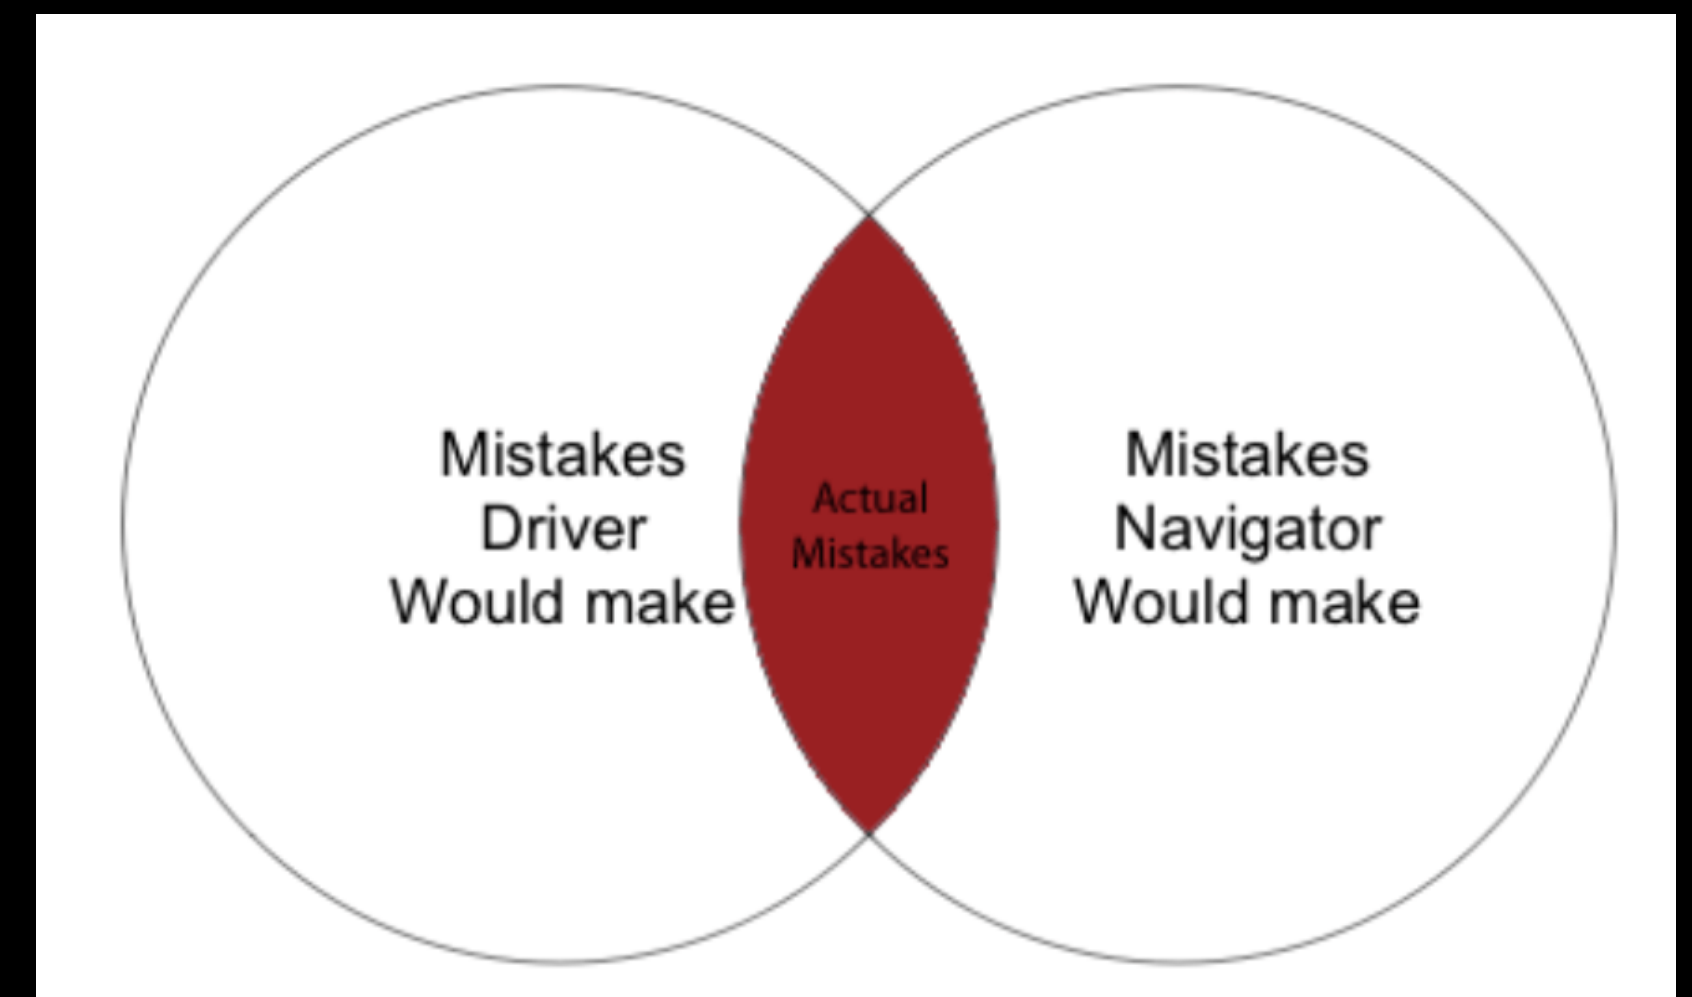 Mistakes
Driver
Would make
Actual
Mistakes
Mistakes
Navigator
Would make